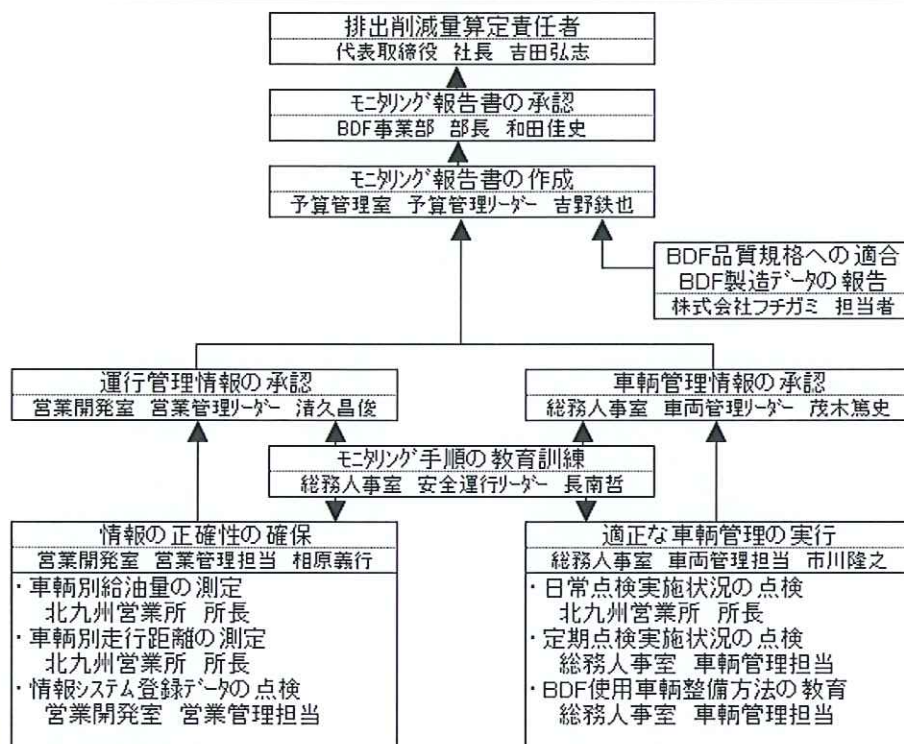 排出削減量算定責任者
代表取締役 社長 吉田弘志
モニタリング報告書の承認
BDF事業部 部長 和田佳史
モニタリング報告書の作成
予算管理室 予算管理リーダー 吉野鉄也
BDF品質規格への適合
BDF製造データの報告
株式会社フチガミ 担当者
運行管理情報の承認
営業開発室 営業管理リーダー 清久昌俊
車輌管理情報の承認
総務人事室 車両管理リーダー 茂木篤史
モニタリング手順の教育訓練
総務人事室 安全運行リーダー 長南哲
情報の正確性の確保
営業開発室 営業管理担当 相原義行
・車輌別給油量の測定
北九州営業所 所長
・車輌別走行距離の測定
北九州営業所 所長
・情報システム登録データの点検
営業開発室 営業管理担当
適正な車輌管理の実行
総務人事室 車両管理担当 市川隆之
・日常点検実施状況の点検
北九州営業所 所長
・定期点検実施状況の点検
総務人事室 車輌管理担当
・BDF使用車輌整備方法の教育
総務人事室 車輌管理担当